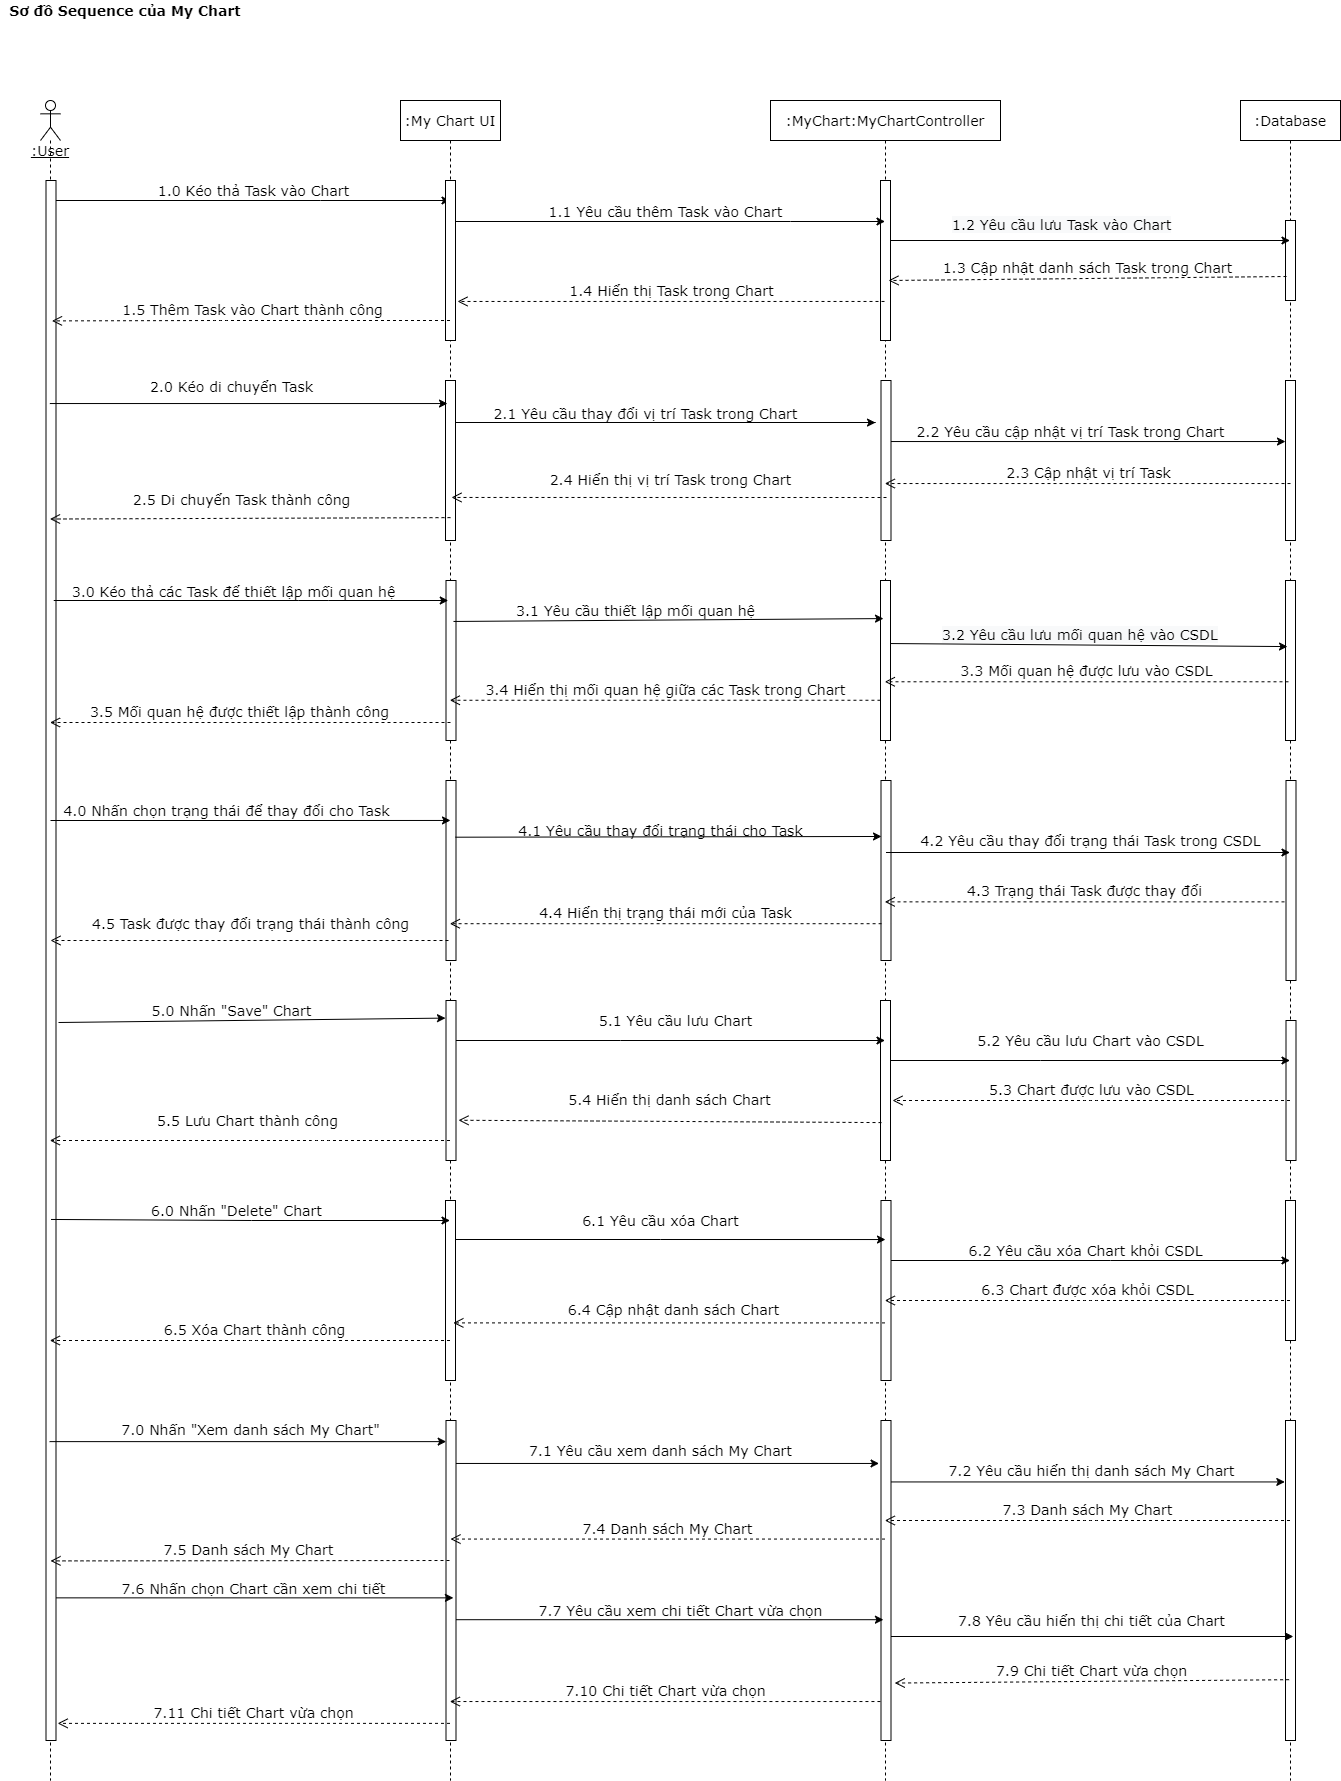 Sơ đồ Sequence của My Chart
:User
:My Chart UI
:MyChart:MyChartController
:Database
1.0 Kéo thả Task vào Chart
1.1 Yêu cầu thêm Task vào Chart
1.2 Yêu cầu lưu Task vào Chart
1.3 Cập nhật danh sách Task trong Chart
1.4 Hiển thị Task trong Chart
1.5 Thêm Task vào Chart thành công
2.0 Kéo di chuyển Task
2.1 Yêu cầu thay đổi vị trí Task trong Chart
2.2 Yêu cầu cập nhật vị trí Task trong Chart
2.3 Cập nhật vị trí Task
2.4 Hiển thị vị trí Task trong Chart
2.5 Di chuyển Task thành công
3.0 Kéo thả các Task để thiết lập mối quan hệ
3.1 Yêu cầu thiết lập mối quan hệ
3.2 Yêu cầu lưu mối quan hệ vào CSDL
3.3 Mối quan hệ được lưu vào CSDL
3.4 Hiển thị mối quan hệ giữa các Task trong Chart
3.5 Mối quan hệ được thiết lập thành công
4.0 Nhấn chọn trạng thái để thay đổi cho Task
4.1 Yêu cầu thay đổi trạng thái cho Task
4.2 Yêu cầu thay đổi trạng thái Task trong CSDL
4.3 Trạng thái Task được thay đổi
4.4 Hiển thị trạng thái mới của Task
4.5 Task được thay đổi trạng thái thành công
5.0 Nhấn "Save" Chart
5.1 Yêu cầu lưu Chart
5.2 Yêu cầu lưu Chart vào CSDL
5.3 Chart được lưu vào CSDL
5.4 Hiển thị danh sách Chart
5.5 Lưu Chart thành công
6.0 Nhấn "Delete" Chart
6.1 Yêu cầu xóa Chart
6.2 Yêu cầu xóa Chart khỏi CSDL
6.3 Chart được xóa khỏi CSDL
6.4 Cập nhật danh sách Chart
6.5 Xóa Chart thành công
7.0 Nhấn "Xem danh sách My Chart"
7.1 Yêu cầu xem danh sách My Chart
7.2 Yêu cầu hiển thị danh sách My Chart
7.3 Danh sách My Chart
7.4 Danh sách My Chart
7.5 Danh sách My Chart
7.6 Nhấn chọn Chart cần xem chi tiết
7.7 Yêu cầu xem chi tiết Chart vừa chọn
7.8 Yêu cầu hiển thị chi tiết của Chart
7.9 Chi tiết Chart vừa chọn
7.10 Chi tiết Chart vừa chọn
7.11 Chi tiết Chart vừa chọn